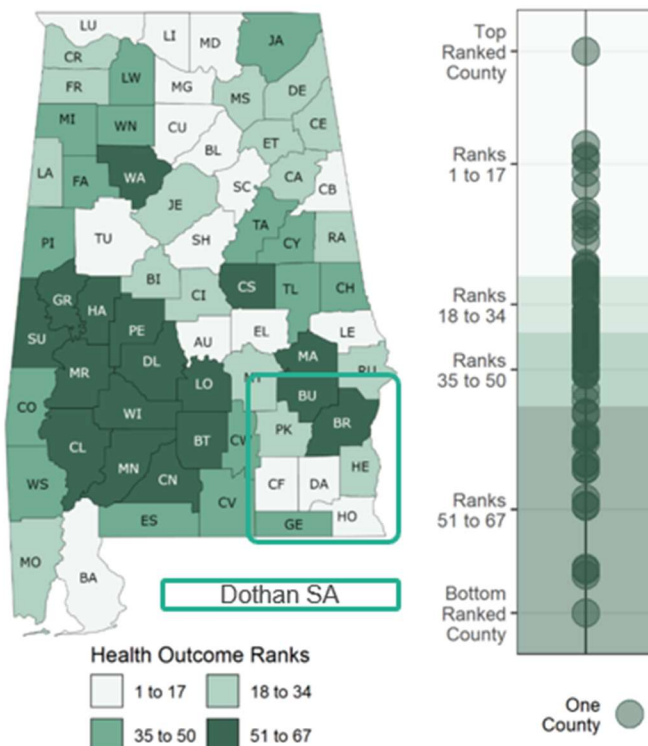 LU
LI
MD
JA
CR
LW
FR
MG
MS
DE
MI
WN
CU
BL
ET
CE
LA
FA
WA
SC
CA
CB
JE
PI
TU
SH
TA
CY
RA
BI
CI
CS
TL
CH
GR
HA
SU
PE
AU
EL
LE
DL
MA
RU
MR
LO
BU
CO
WI
BT
CW
PK
BR
CL
HE
WS
MN
CN
CF
DA
CV
ES
GE
HO
MO
BA
Dothan SA
Health Outcome Ranks
1 to 17
18 to 34
35 to 50
51 to 67
Top
Ranked
County
Ranks
1 to 17
Ranks
18 to 34
Ranks
35 to 50
Ranks
51 to 67
Bottom
Ranked
County
One
County